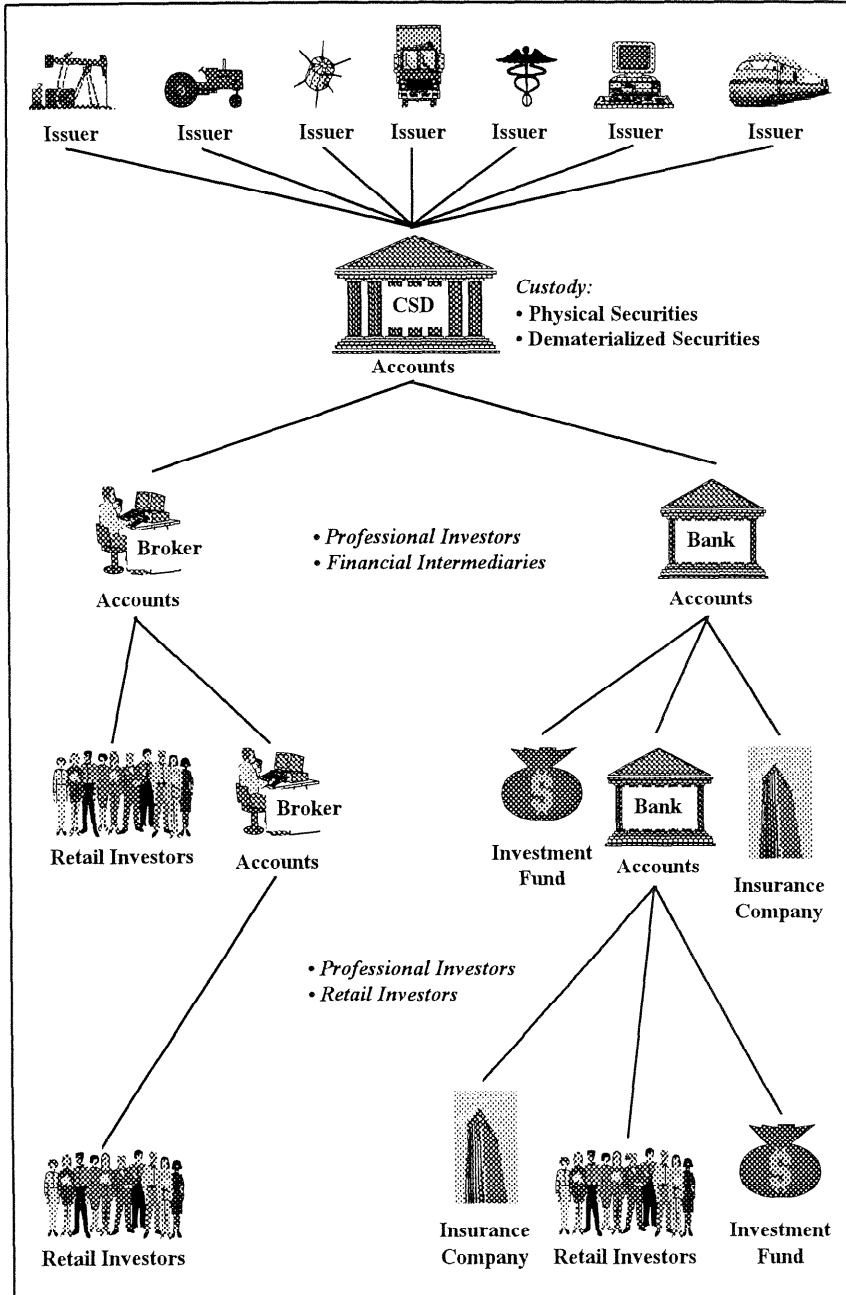 Issuer Issuer Issuer Issuer Issuer Issuer Issuer
CSD
Accounts
Custody:
• Physical Securities
• Dematerialized Securities
Broker
Accounts
• Professional Investors
• Financial Intermediaries
Bank
Accounts
Retail Investors
Broker
Accounts
$
Investment
Fund
Bank
Accounts
Insurance
Company
• Professional Investors
• Retail Investors
Retail Investors
Insurance
Company
Retail Investors
$
Investment
Fund